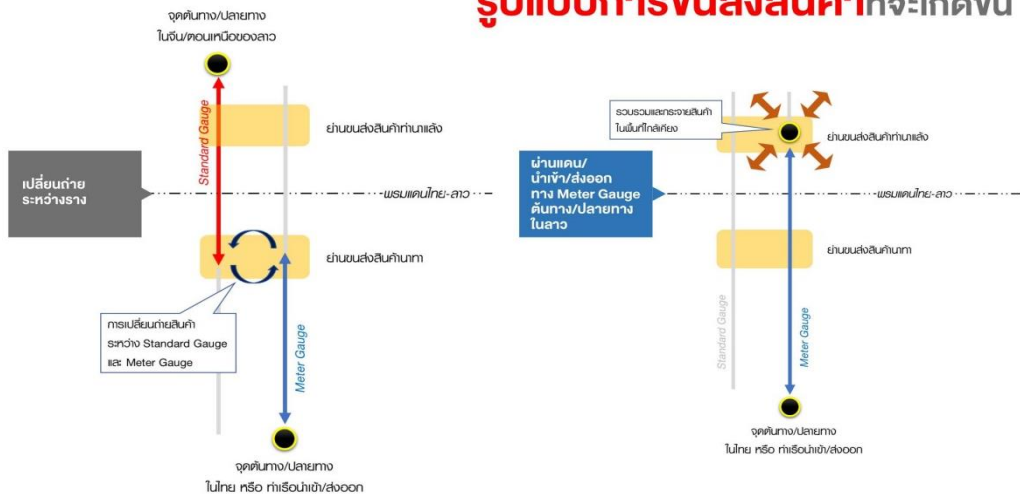 รูปแบบการขนส่งสินค้าที่จะเกิดขึ้น
จุดต้นทาง/ปลายทาง
ในจีน/ตอนเหนือของลาว
Standard Gauge
ย่านขนส่งสินค้าท่านาแล้ง
เปลี่ยนถ่าย
ระหว่างราง
พรมแดนไทย-ลาว
ย่านขนส่งสินค้านาทา
การเปลี่ยนถ่ายสินค้า
ระหว่าง Standard Gauge
และ Meter Gauge
Meter Gauge
จุดต้นทาง/ปลายทาง
ในไทย หรือ ท่าเรือนำเข้า/ส่งออก
รวบรวมและกระจายสินค้า
ในพื้นที่ใกล้เคียง
ย่านขนส่งสินค้าท่านาแล้ง
ผ่านแดน/
นำเข้า/ส่งออก
ทาง Meter Gauge
ต้นทาง/ปลายทาง
ในลาว
พรมแดนไทย-ลาว
ย่านขนส่งสินค้านาทา
Standard Gauge
Meter Gauge
จุดต้นทาง/ปลายทาง
ในไทย หรือ ท่าเรือนำเข้า/ส่งออก